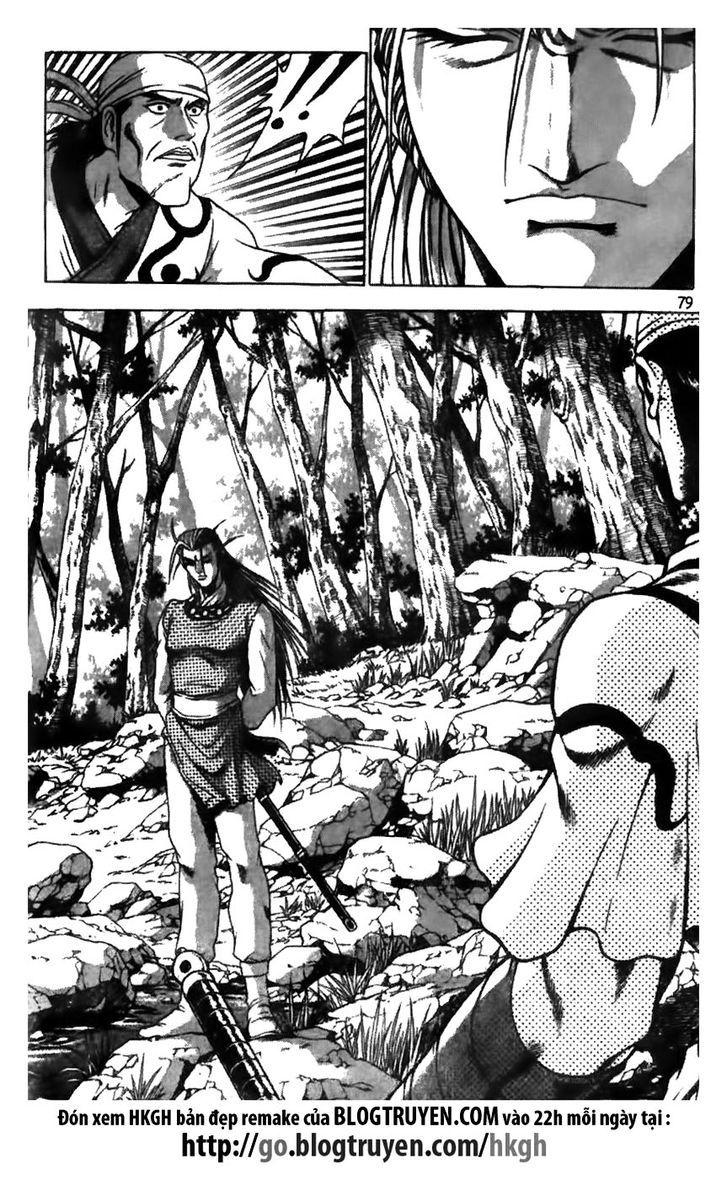 !!
79
Đón xem HKGH bản đẹp remake của BLOGTRUYEN.COM vào 22h mỗi ngày tại :
http://go.blogtruyen.com/hkgh